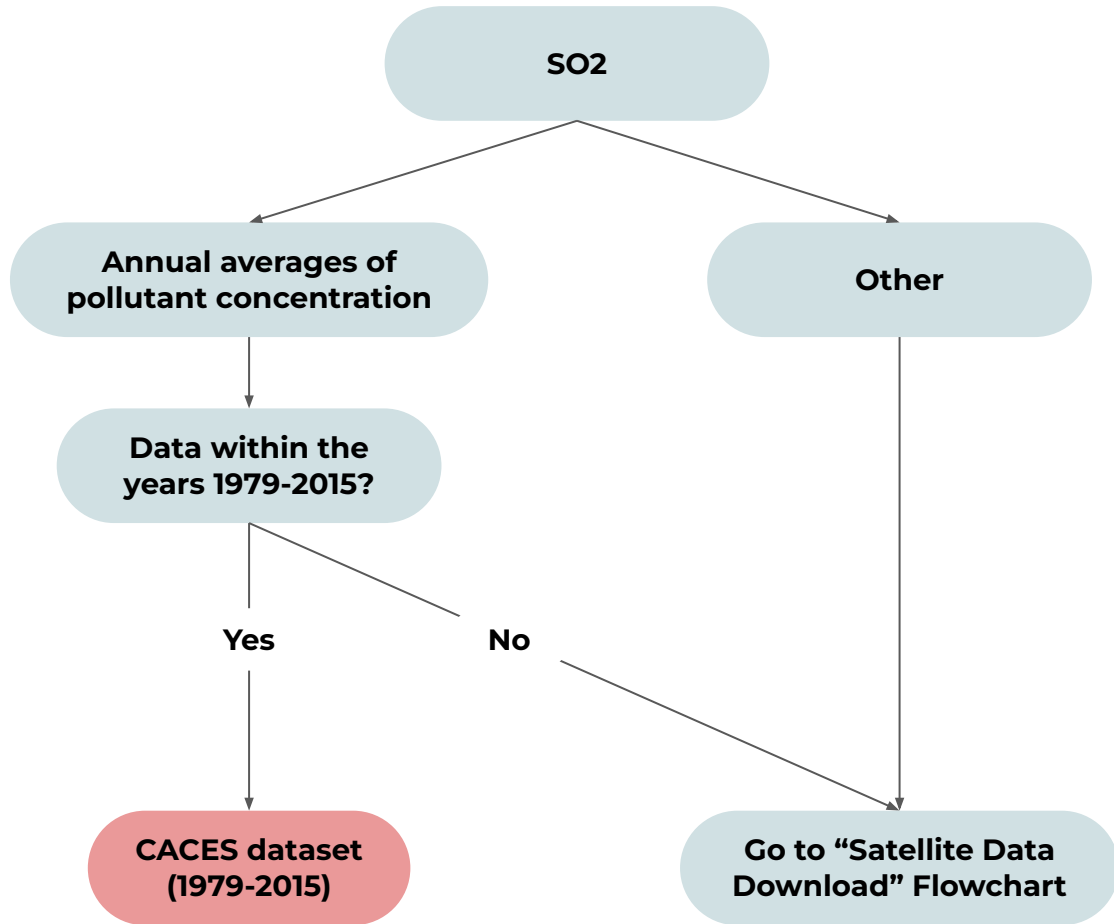 SO2
Annual averages of
pollutant concentration
Other
Data within the
years 1979-2015?
Yes
No
CACES dataset
(1979-2015)
Go to “Satellite Data
Download” Flowchart